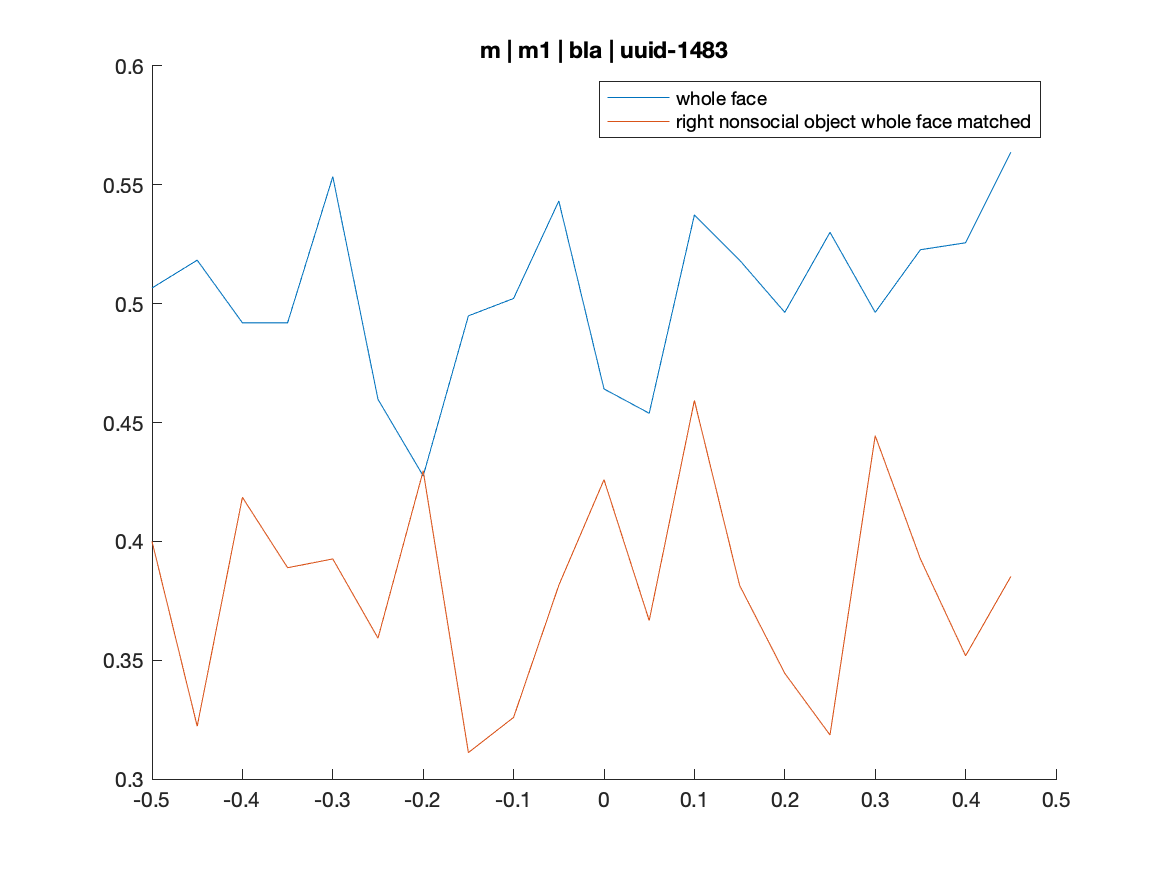 m | m1 | bla | uuid-1483
whole face
right nonsocial object whole face matched
0.6
0.55
0.5
0.45
0.4
0.35
0.3
-0.5 -0.4 -0.3 -0.2 -0.1 0 0.1 0.2 0.3 0.4 0.5